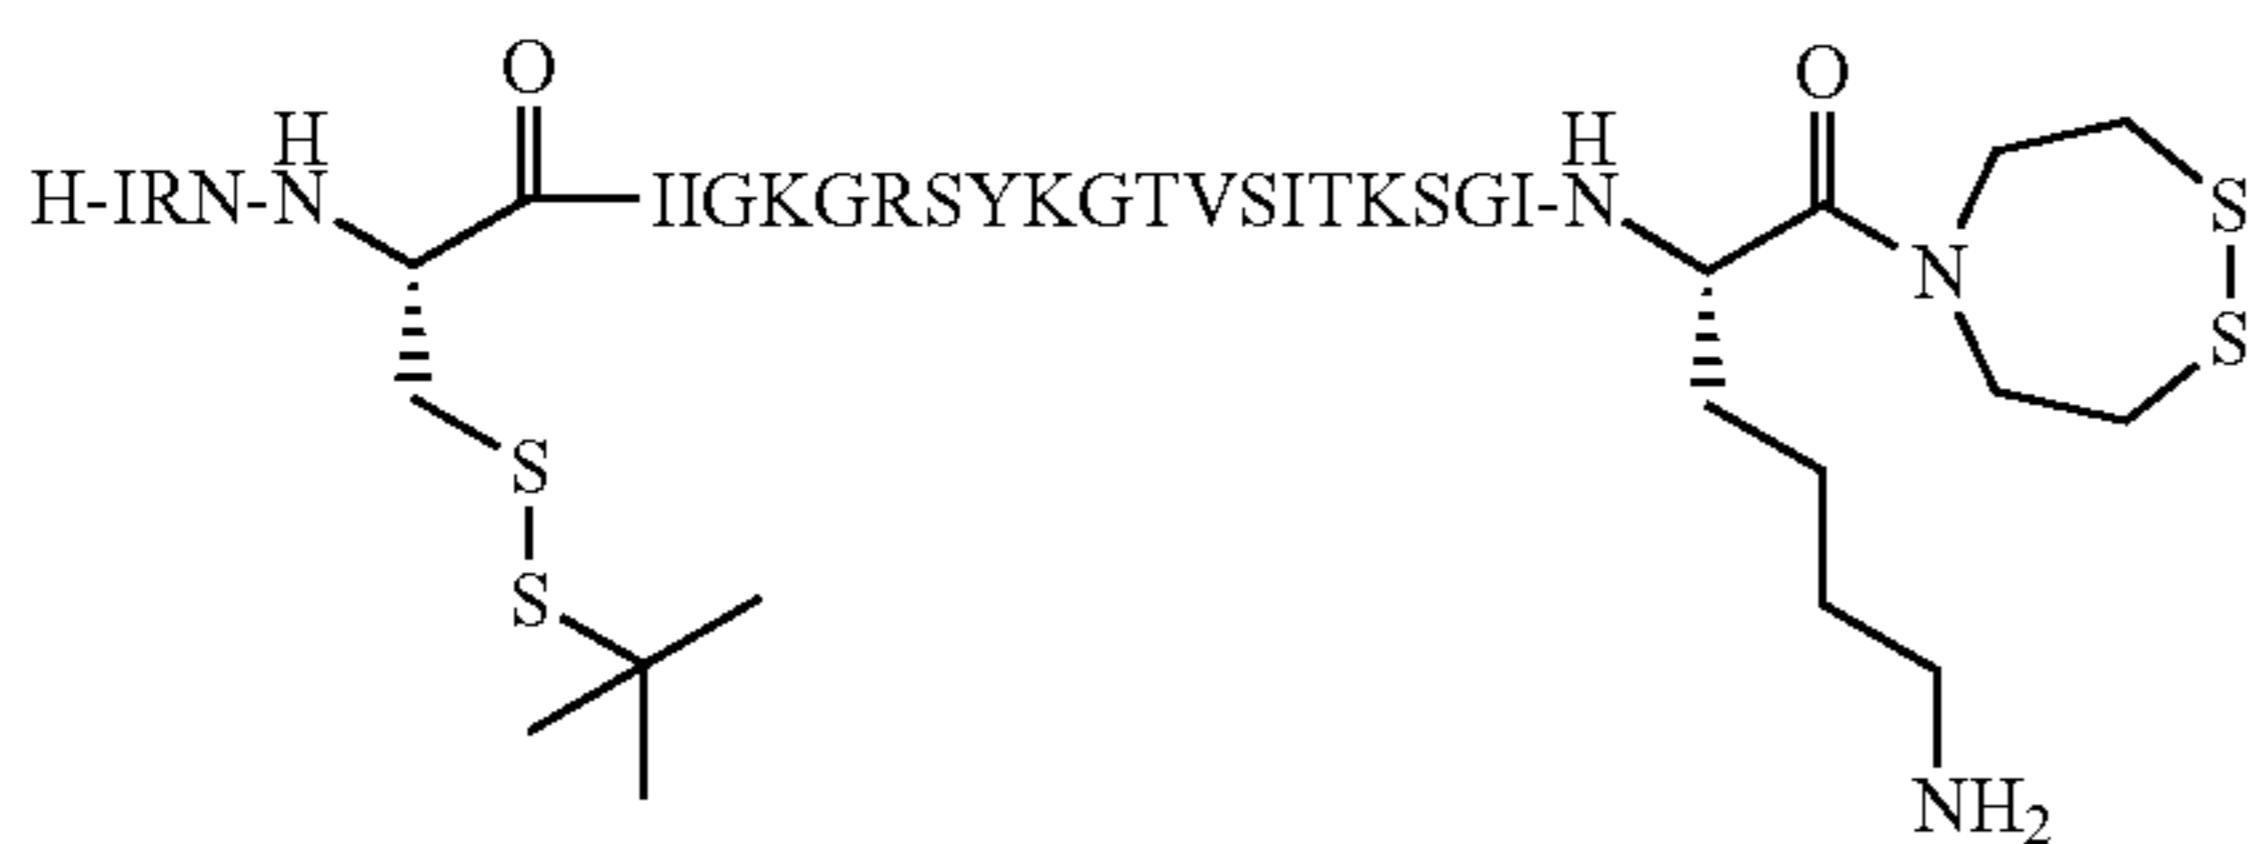 O
O
H
H
H-IRN-N
IIGKGRSYKGTVSITKSGI-N
S
N
S
S
S
NH2